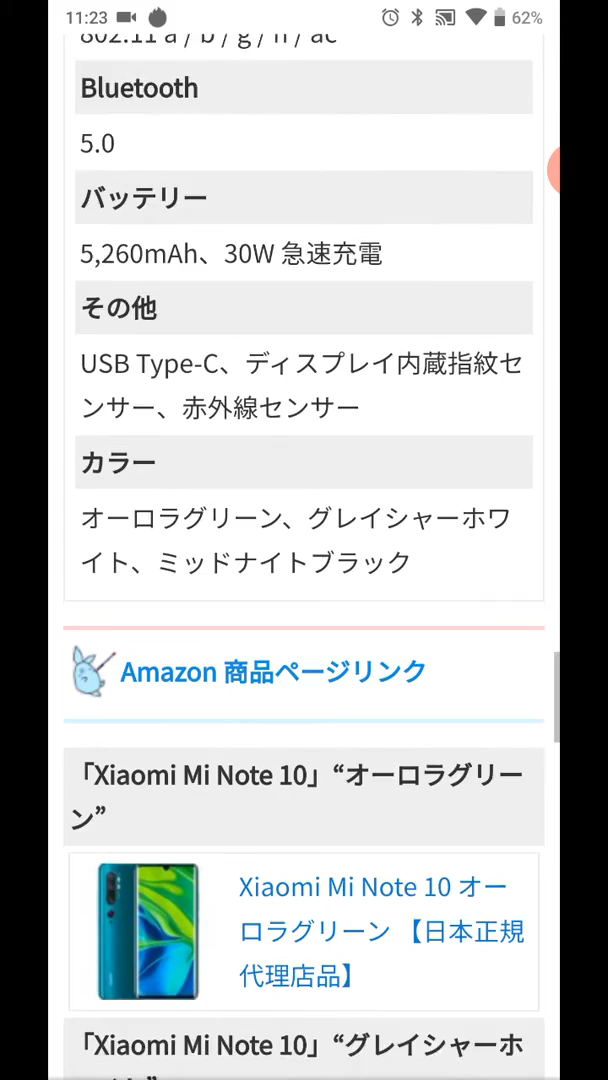 11:23
62%
802.11 a / b / g / n / ac
Bluetooth
5.0
バッテリー
5,260mAh、30W 急速充電
その他
USB Type-C、ディスプレイ内蔵指紋セ
ンサー、赤外線センサー
カラー
オーロラグリーン、グレイシャーホワ
イト、ミッドナイトブラック
Amazon 商品ページリンク
「Xiaomi Mi Note 10」“オーロラグリー
ン”
Xiaomi Mi Note 10 オー
ロラグリーン 【日本正規
代理店品】
「Xiaomi Mi Note 10」“グレイシャーホ